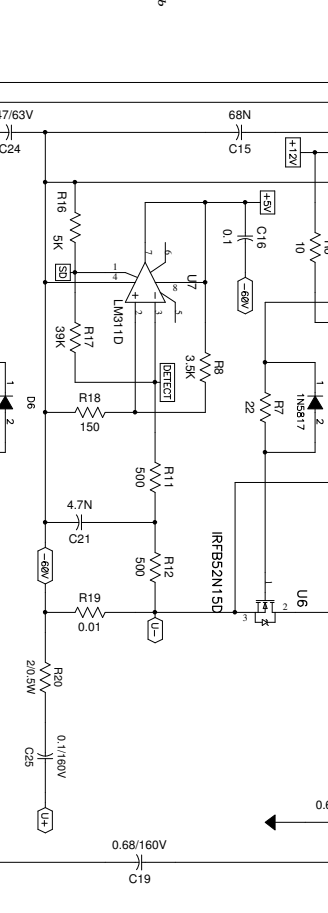 47/63V
C24
68N
C15
+12V
10
R16
5K
+5V
C16
0.1
-60V
7
6
1
4
8
5
U7
+
−
2
3
LM311D
SD
R17
39K
DETECT
R8
3.5K
R7
22
1
2
1N5817
1
2
D6
R18
150
R11
500
4.7N
C21
R12
500
IRFB52N15D
U6
1
2
3
-60V
R19
0.01
U-
R20
2/0.5W
0.1/160V
C25
U+
0.68/160V
C19